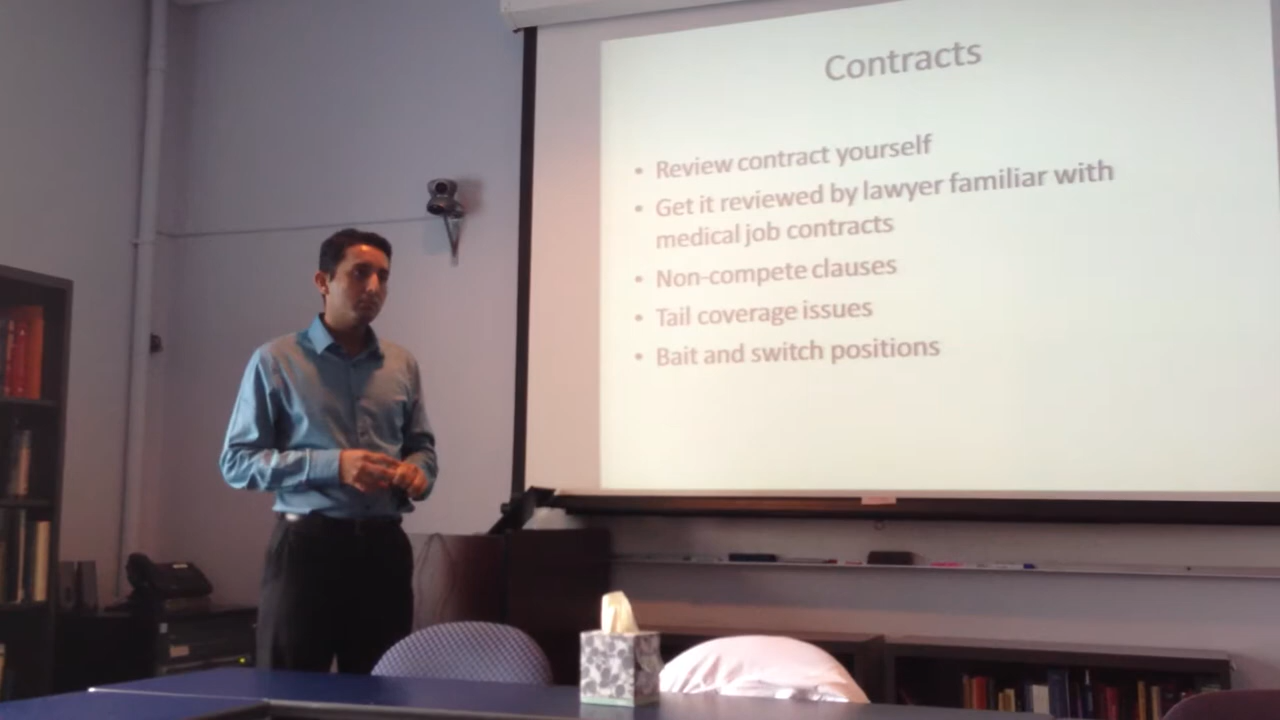 Contracts
• Review contract yourself
• Get it reviewed by lawyer familiar with
medical job contracts
• Non-compete clauses
• Tail coverage issues
• Bait and switch positions